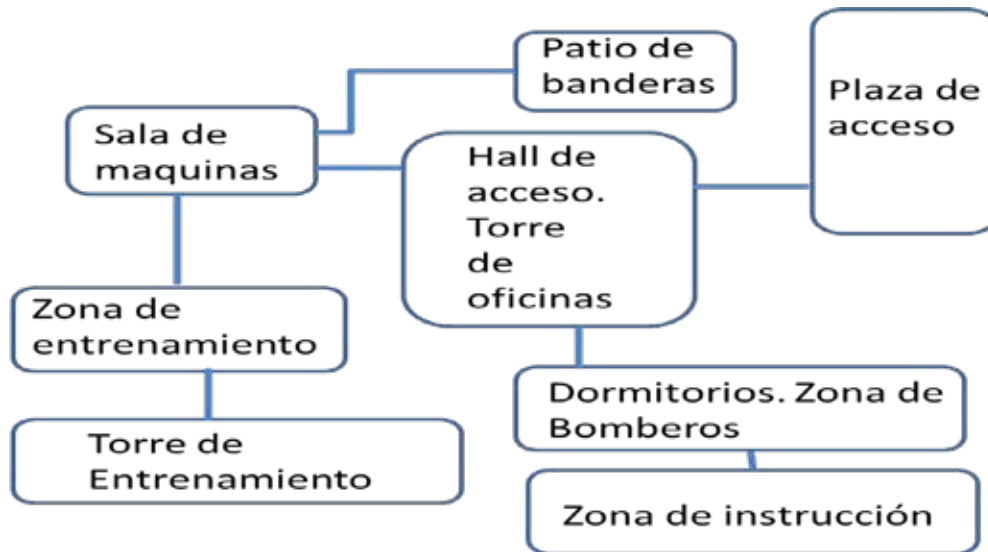 Patio de
banderas
Plaza de
acceso
Sala de
maquinas
Hall de
acceso.
Torre
de
oficinas
Zona de
entrenamiento
Dormitorios. Zona de
Bomberos
Torre de
Entrenamiento
Zona de instrucción